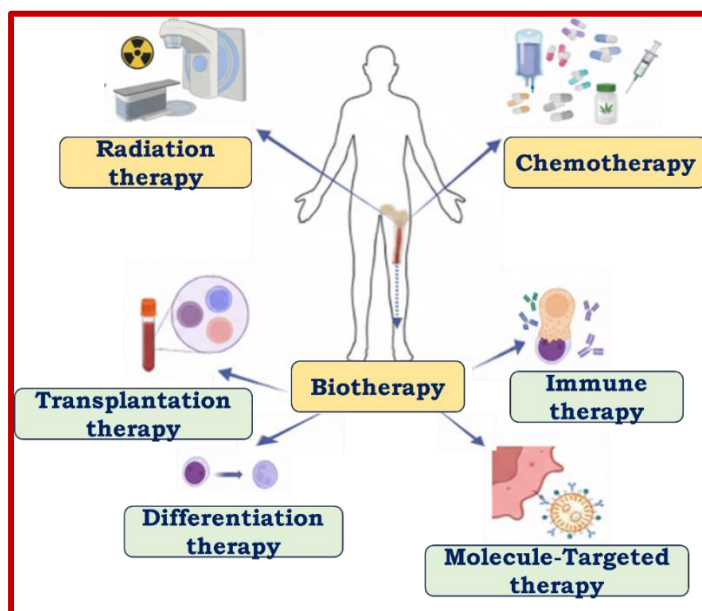 Radiation
therapy
Chemotherapy
Transplantation
therapy
Biotherapy
Immune
therapy
Differentiation
therapy
Molecule-Targeted
therapy